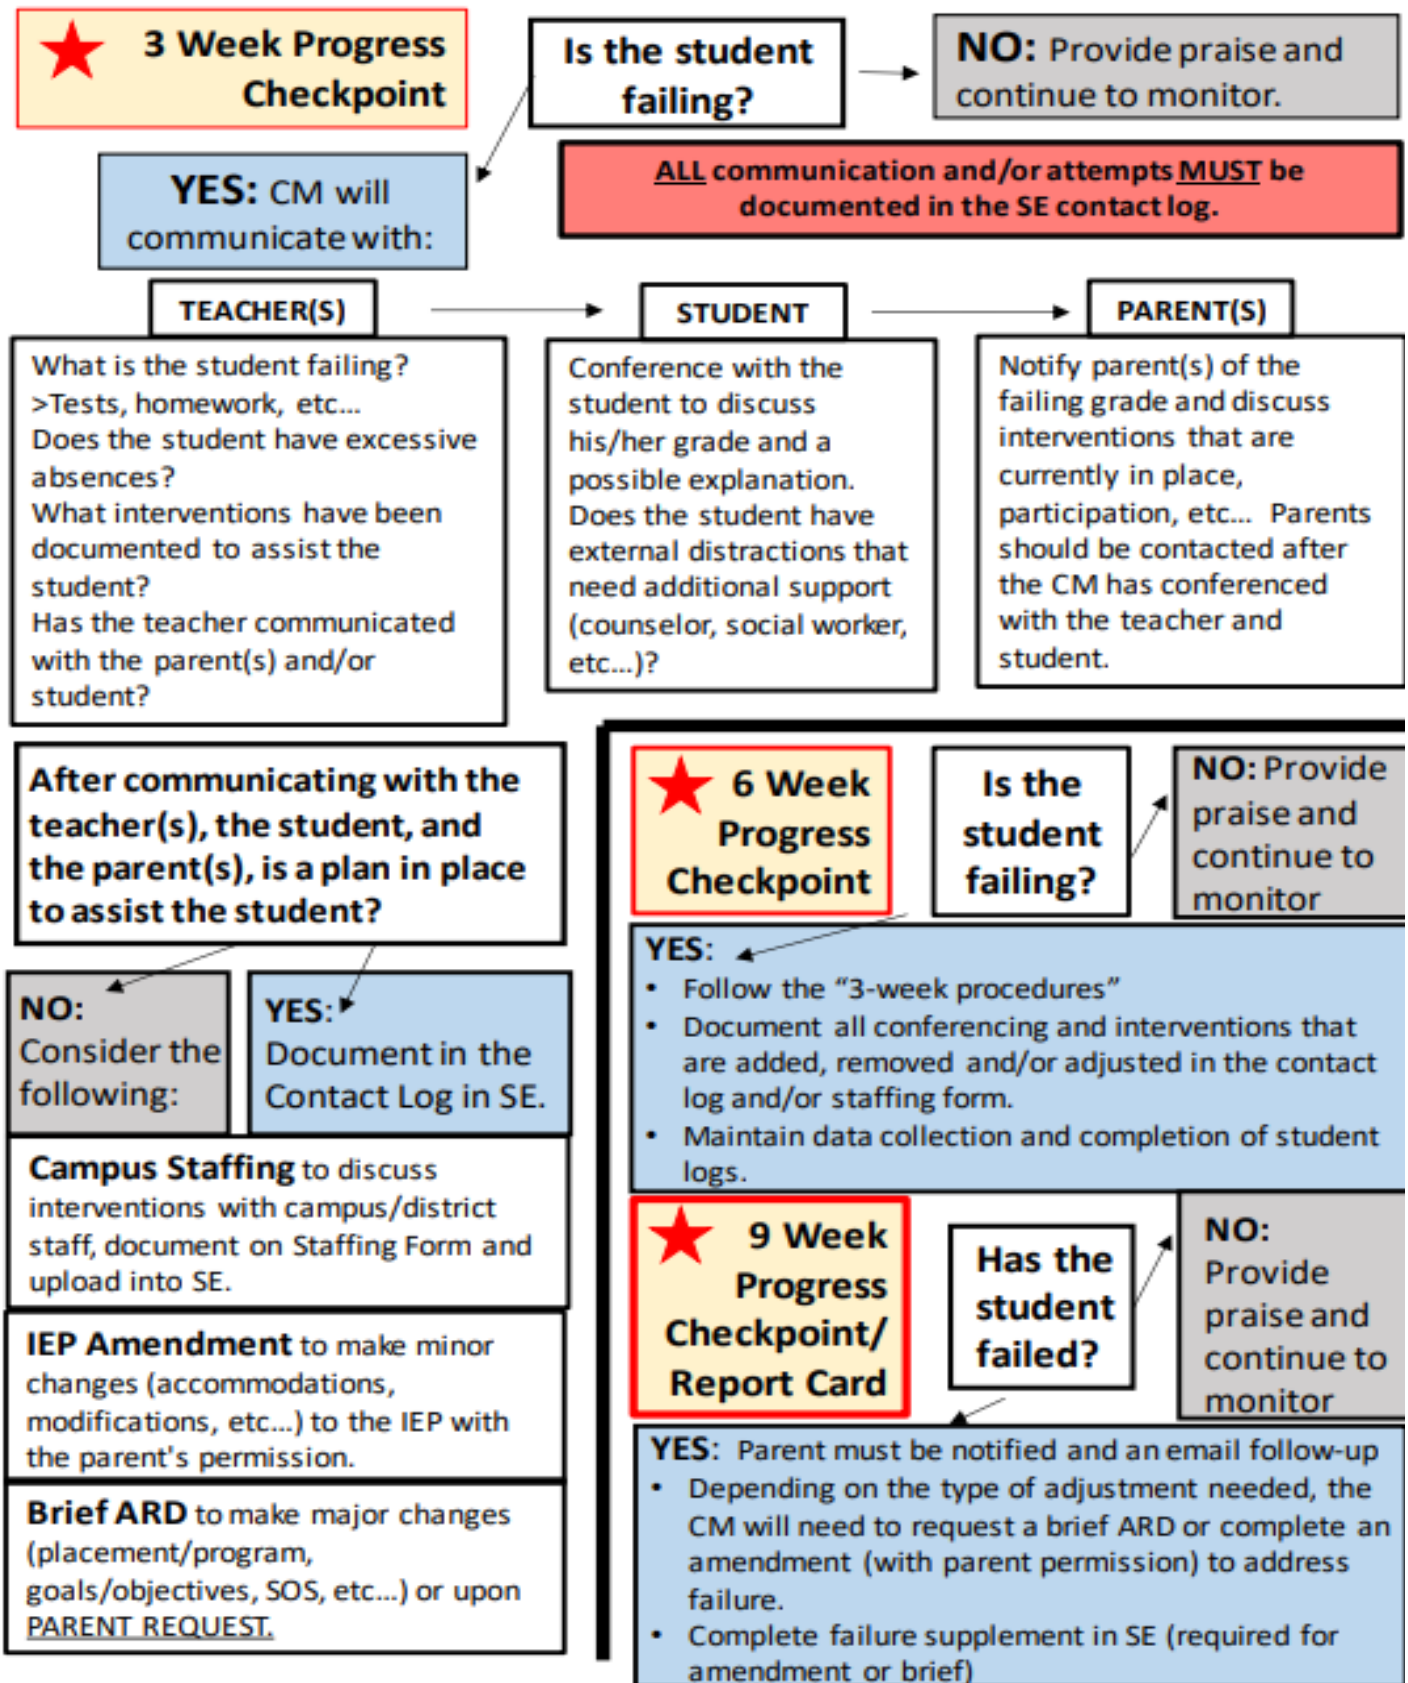 3 Week Progress
Checkpoint
Is the student
failing?
NO: Provide praise and
continue to monitor.
YES: CM will
communicate with:
ALL communication and/or attempts MUST be
documented in the SE contact log.
TEACHER(S)
What is the student failing?
>Tests, homework, etc...
Does the student have excessive
absences?
What interventions have been
documented to assist the
student?
Has the teacher communicated
with the parent(s) and/or
student?
STUDENT
Conference with the
student to discuss
his/her grade and a
possible explanation.
Does the student have
external distractions that
need additional support
(counselor, social worker,
etc...)?
PARENT(S)
Notify parent(s) of the
failing grade and discuss
interventions that are
currently in place,
participation, etc... Parents
should be contacted after
the CM has conferenced
with the teacher and
student.
After communicating with the
teacher(s), the student, and
the parent(s), is a plan in place
to assist the student?
NO:
Consider the
following:
YES:
Document in the
Contact Log in SE.
Campus Staffing to discuss
interventions with campus/district
staff, document on Staffing Form and
upload into SE.
IEP Amendment to make minor
changes (accommodations,
modifications, etc...) to the IEP with
the parent's permission.
Brief ARD to make major changes
(placement/program,
goals/objectives, SOS, etc...) or upon
PARENT REQUEST.
6 Week
Progress
Checkpoint
Is the
student
failing?
NO: Provide
praise and
continue to
monitor
YES:
• Follow the “3-week procedures”
• Document all conferencing and interventions that
are added, removed and/or adjusted in the contact
log and/or staffing form.
• Maintain data collection and completion of student
logs.
9 Week
Progress
Checkpoint/
Report Card
Has the
student
failed?
NO:
Provide
praise and
continue to
monitor
YES: Parent must be notified and an email follow-up
• Depending on the type of adjustment needed, the
CM will need to request a brief ARD or complete an
amendment (with parent permission) to address
failure.
• Complete failure supplement in SE (required for
amendment or brief)